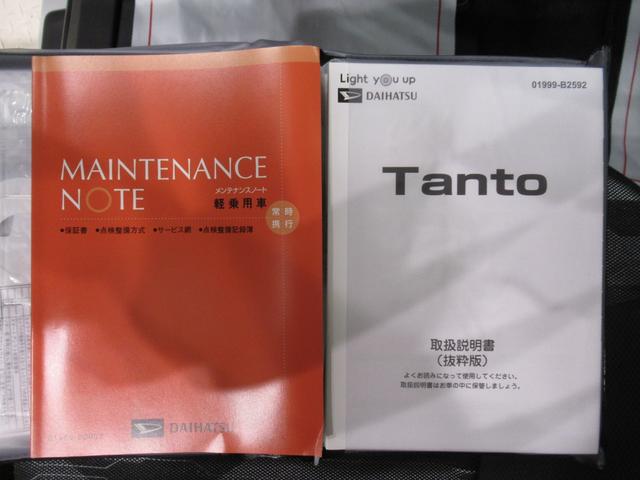 MAINTENANCE
NOTE
メンテナンスノート
軽乗用車
常時
携行
●保証書 ●点検整備方式 ●サービス網 ●点検整備記録簿
DAIHATSU
Light you up
DAIHATSU
01999-B2592
Tanto
取扱説明書
(抜粋版)
よくお読みになって使用してください。
取扱説明書はお車の中に保管しましょう。